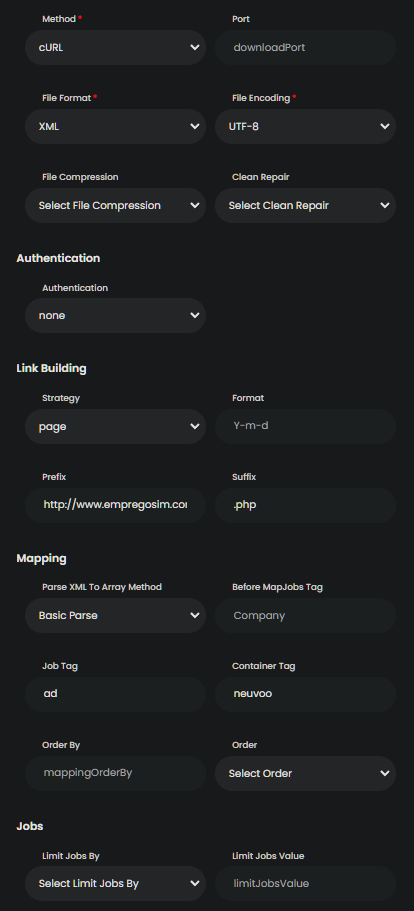 Method * Port
cURL downloadPort
File Format * File Encoding *
XML UTF-8
File Compression Clean Repair
Select File Compression Select Clean Repair
Authentication
Authentication
none
Link Building
Strategy Format
page Y-m-d
Prefix Suffix
http://www.empregosim.co .php
Mapping
Parse XML To Array Method Before MapJobs Tag
Basic Parse Company
Job Tag Container Tag
ad neuvoo
Order By Order
mappingOrderBy Select Order
Jobs
Limit Jobs By Limit Jobs Value
Select Limit Jobs By limitJobsValue